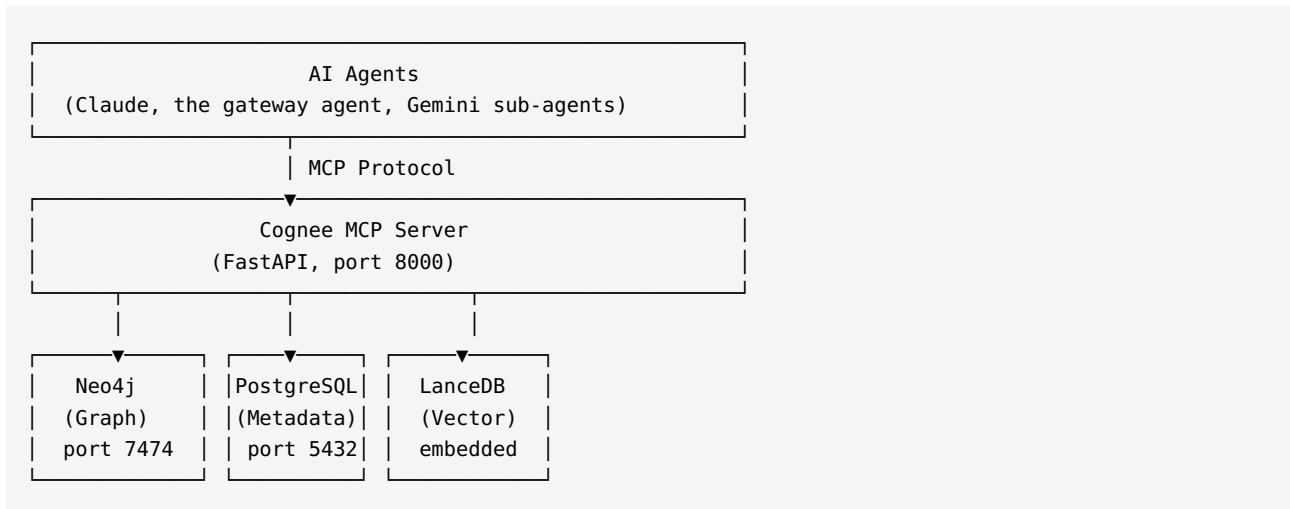 AI Agents
(Claude, the gateway agent, Gemini sub-agents)
MCP Protocol
Cognee MCP Server
(FastAPI, port 8000)
Neo4j PostgreSQL LanceDB
(Graph) (Metadata) (Vector)
port 7474 port 5432 embedded